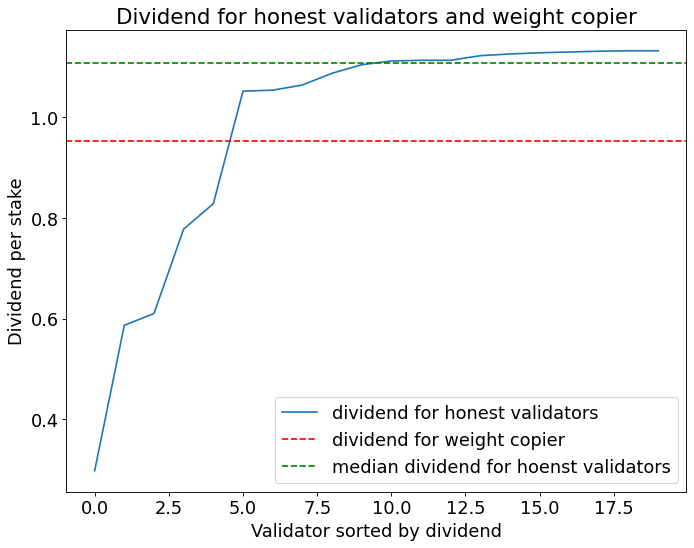 Dividend for honest validators and weight copier
Dividend per stake
1.0
0.8
0.6
0.4
dividend for honest validators
dividend for weight copier
median dividend for hoenst validators
0.0 2.5 5.0 7.5 10.0 12.5 15.0 17.5
Validator sorted by dividend